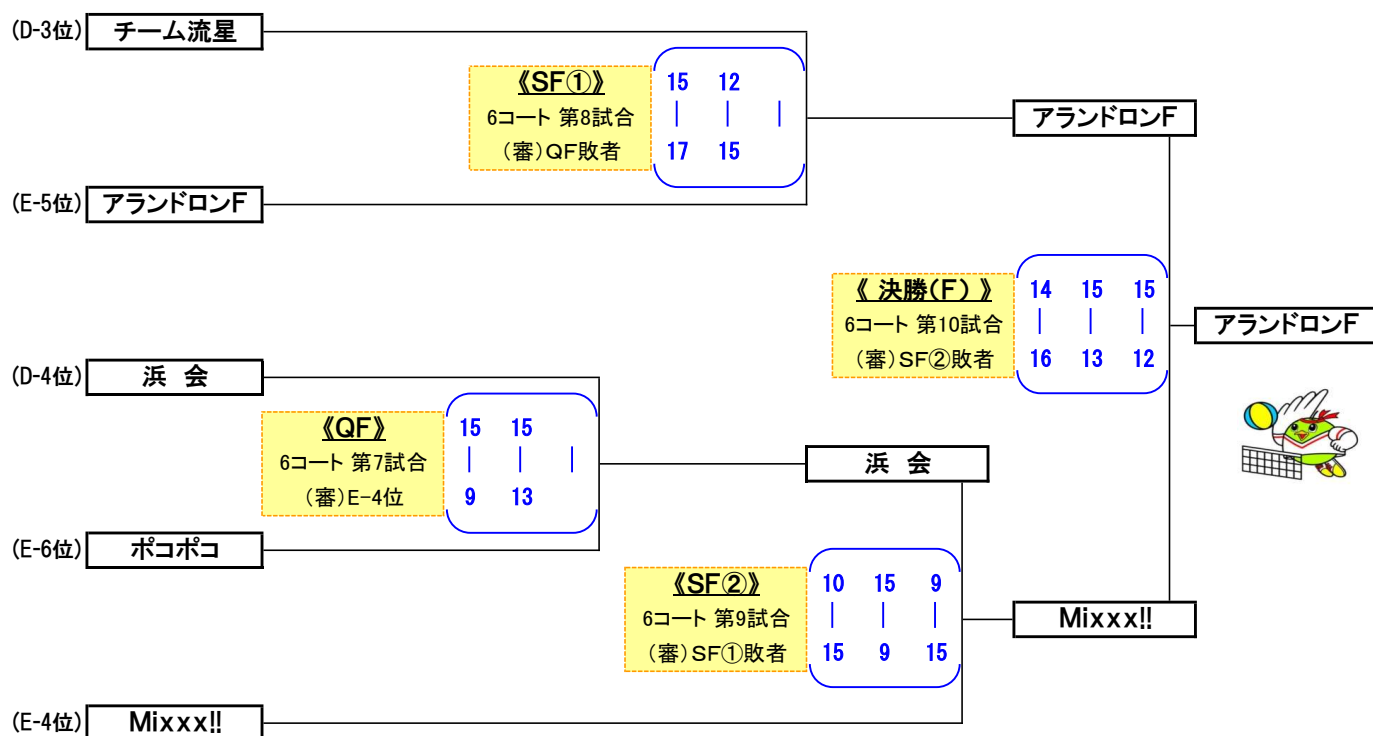 (D-3位) チーム流星
《SF①》
6コート 第8試合
(審)QF敗者
15 12
| | |
17 15
アランドロンF
(E-5位) アランドロンF
《 決勝(F) 》
6コート 第10試合
(審)SF②敗者
14 15 15
| | |
16 13 12
アランドロンF
(D-4位) 浜 会
《QF》
6コート 第7試合
(審)E-4位
15 15
| | |
9 13
浜 会
(E-6位) ポコポコ
《SF②》
6コート 第9試合
(審)SF①敗者
10 15 9
| | |
15 9 15
Mixxx!!
(E-4位) Mixxx!!